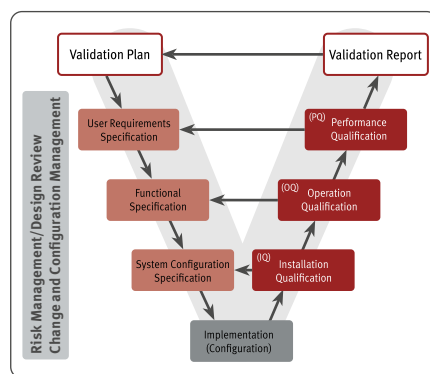 Validation Plan
Validation Report
User Requirements
Specification
(PQ)
Performance
Qualification
Functional
Specification
(OQ)
Operation
Qualification
System Configuration
Specification
(IQ)
Installation
Qualification
Implementation
(Configuration)
Risk Management/Design Review
Change and Configuration Management